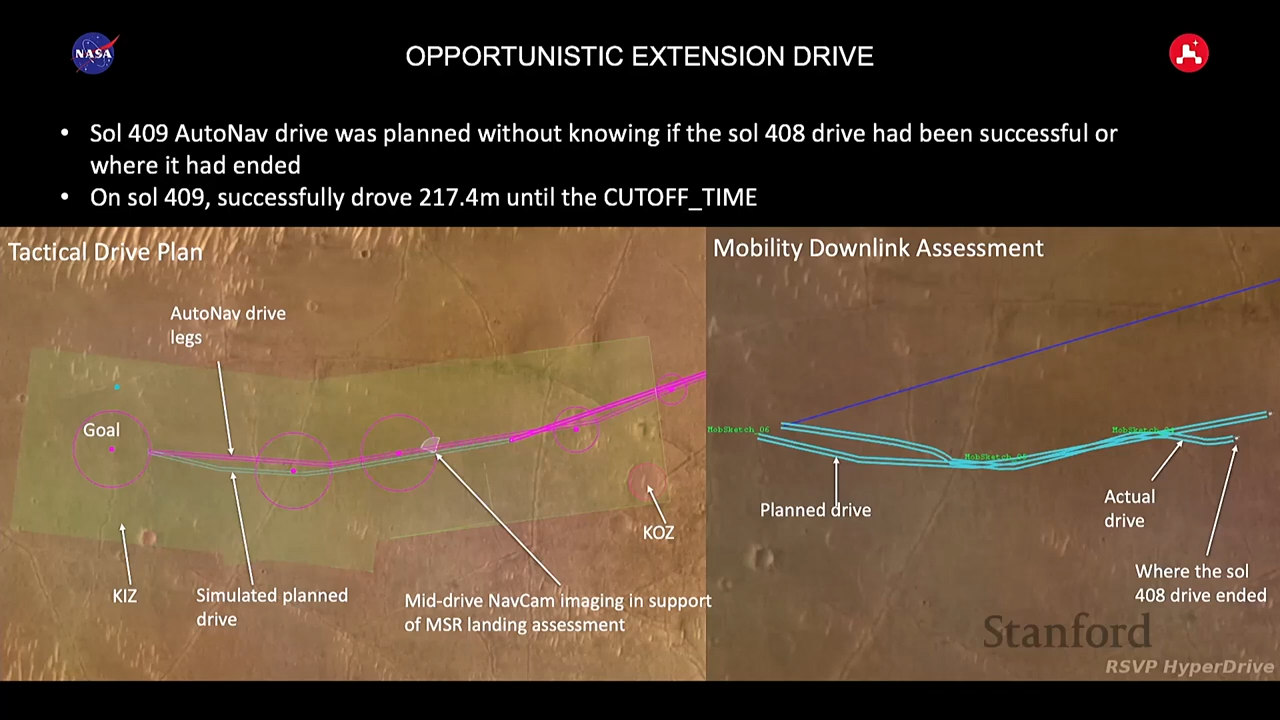 NASA
OPPORTUNISTIC EXTENSION DRIVE
• Sol 409 AutoNav drive was planned without knowing if the sol 408 drive had been successful or
where it had ended
• On sol 409, successfully drove 217.4m until the CUTOFF_TIME
Tactical Drive Plan
AutoNav drive
legs
Goal
KIZ
Simulated planned
drive
Mid-drive NavCam imaging in support
of MSR landing assessment
KOZ
Mobility Downlink Assessment
MobSketch_06
Planned drive
Actual
drive
Where the sol
408 drive ended
Stanford
RSVP HyperDrive